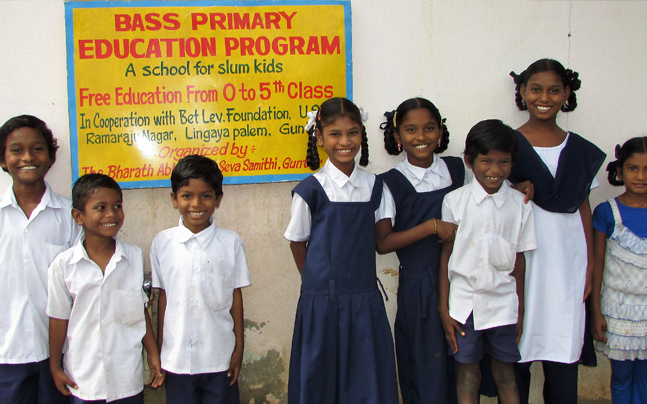 BASS PRIMARY
EDUCATION PROGRAM
A school for slum kids
Free Education From 0 to 5th Class
In Cooperation with Bet Lev. Foundation, U.S
Ramaraju Nagar, Lingaya palem,
Organized by :
The Bharath Seva Samithi,